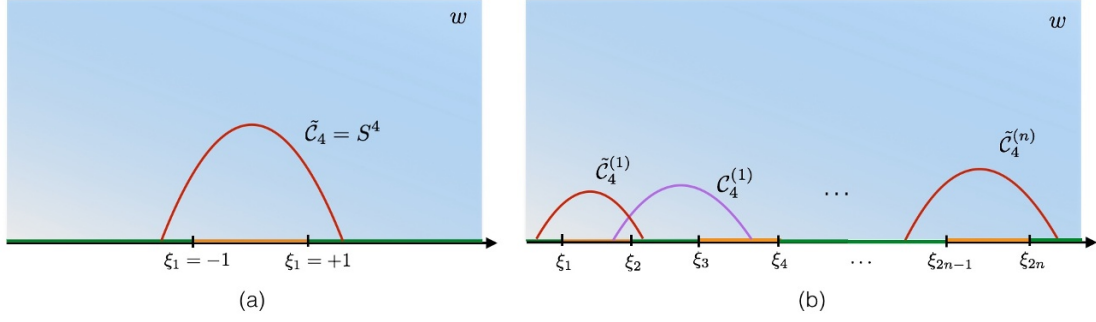 w
C̃₄ = S⁴
ξ₁ = −1
ξ₁ = +1
(a)
w
C̃₄⁽¹⁾
C₄⁽¹⁾
⋯
C̃₄⁽ⁿ⁾
ξ₁
ξ₂
ξ₃
ξ₄
⋯
ξ₂ₙ₋₁
ξ₂ₙ
(b)